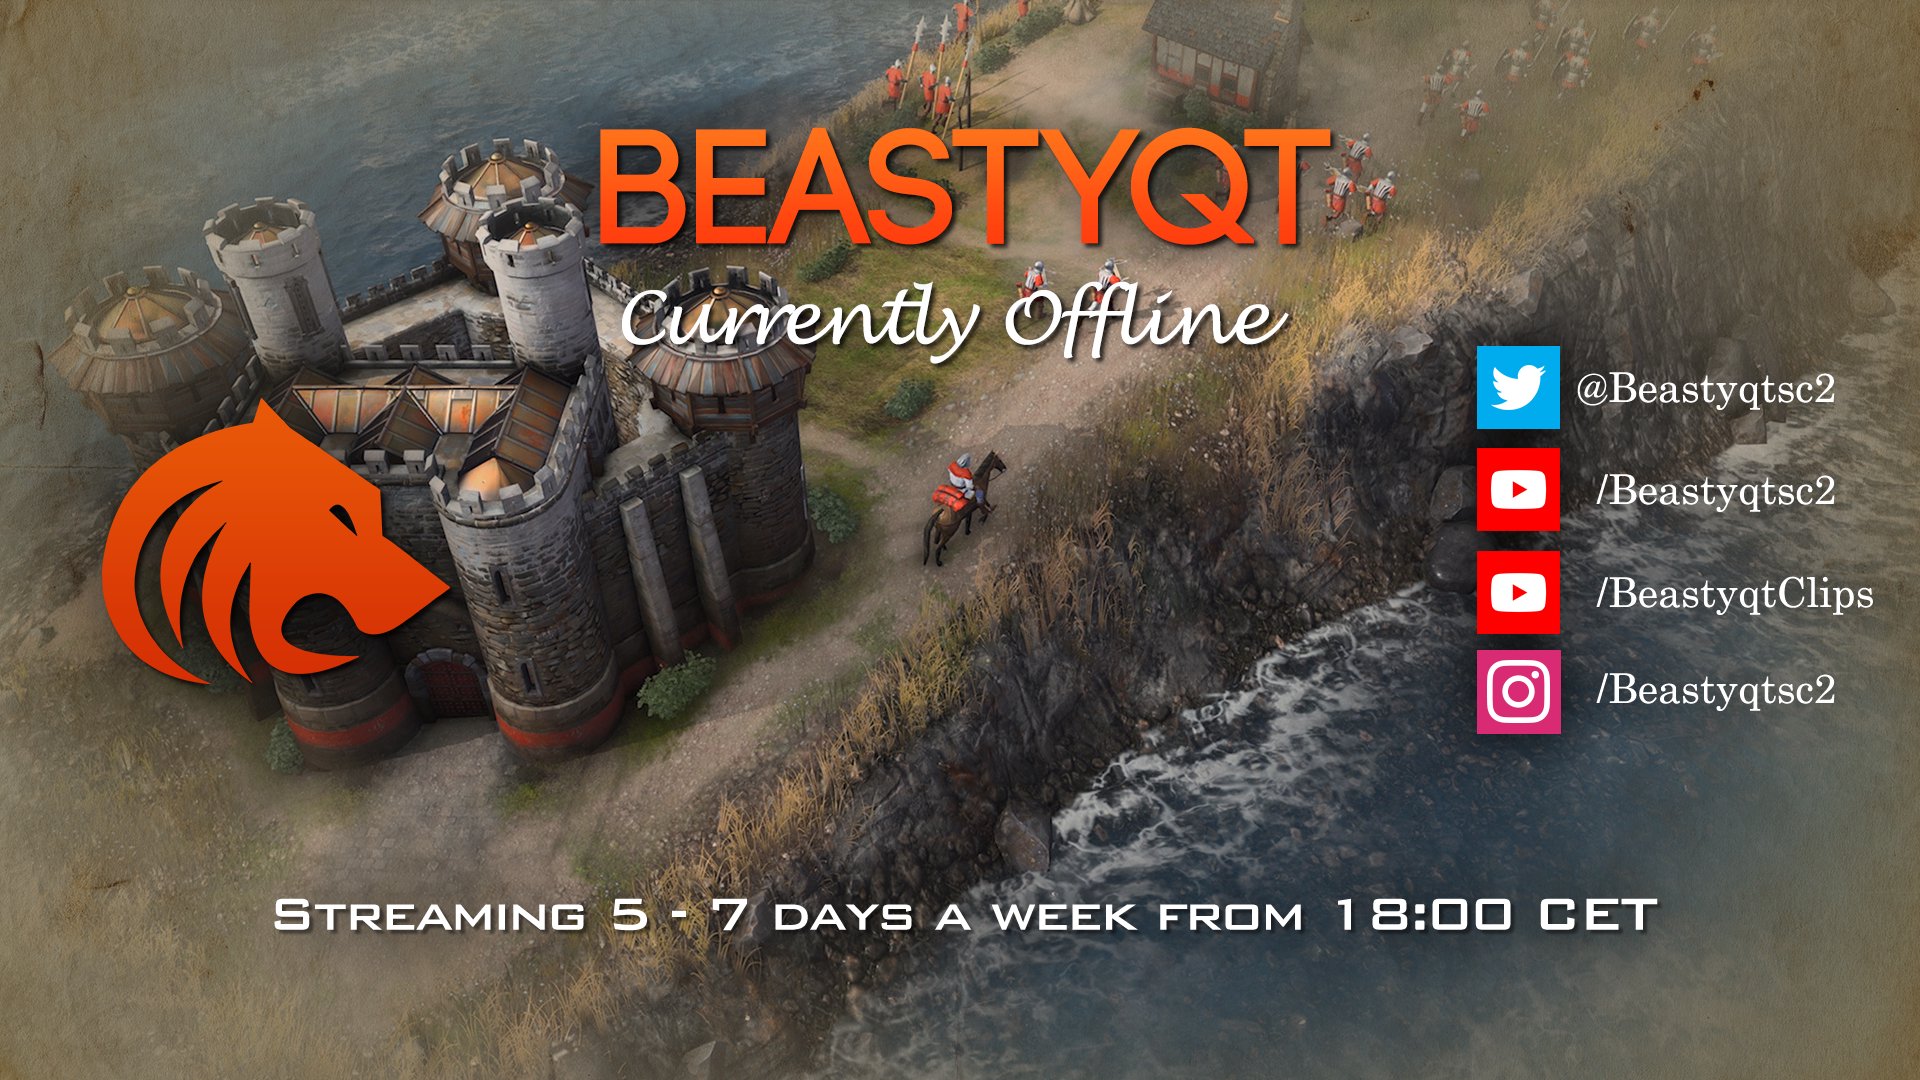 BEASTYQT
Currently Offline
@Beastyqtsc2
/Beastyqtsc2
/BeastyqtClips
/Beastyqtsc2
STREAMING 5 - 7 DAYS A WEEK FROM 18:00 CET